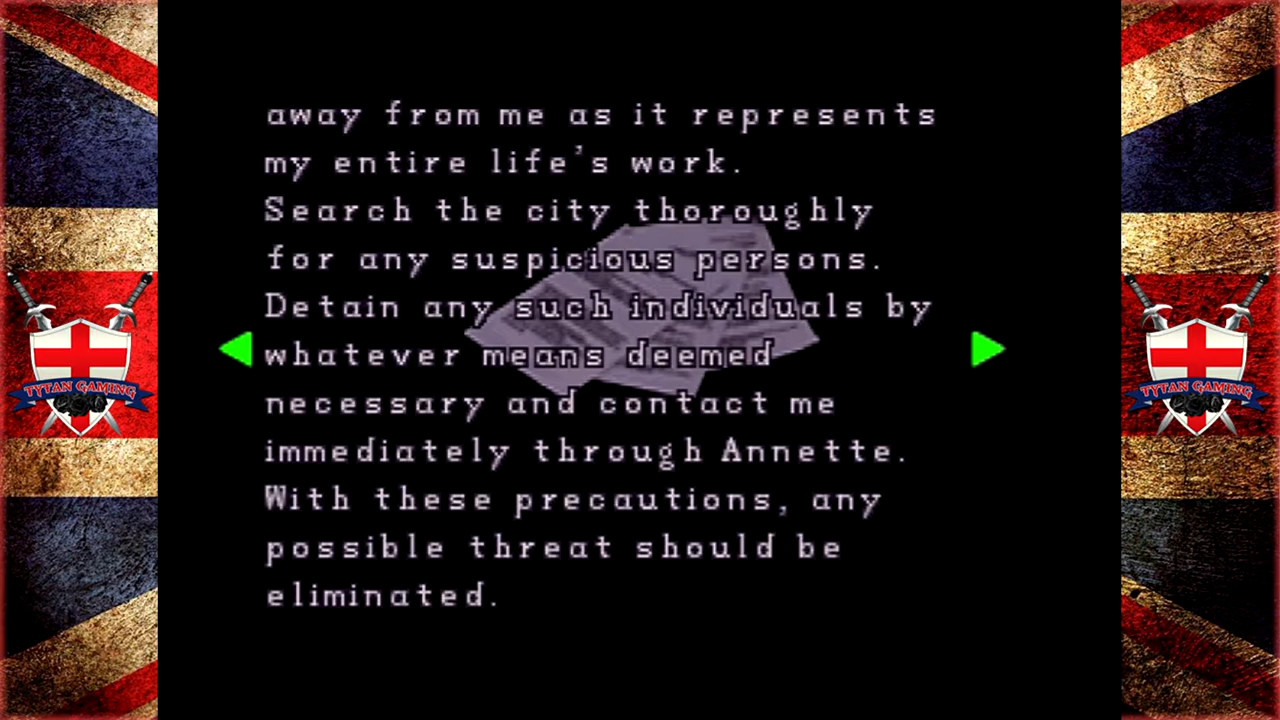 away from me as it represents
my entire life's work.
Search the city thoroughly
for any suspicious persons.
Detain any such individuals by
whatever means deemed
necessary and contact me
immediately through Annette.
With these precautions, any
possible threat should be
eliminated.
TYTAN GAMING
TYTAN GAMING